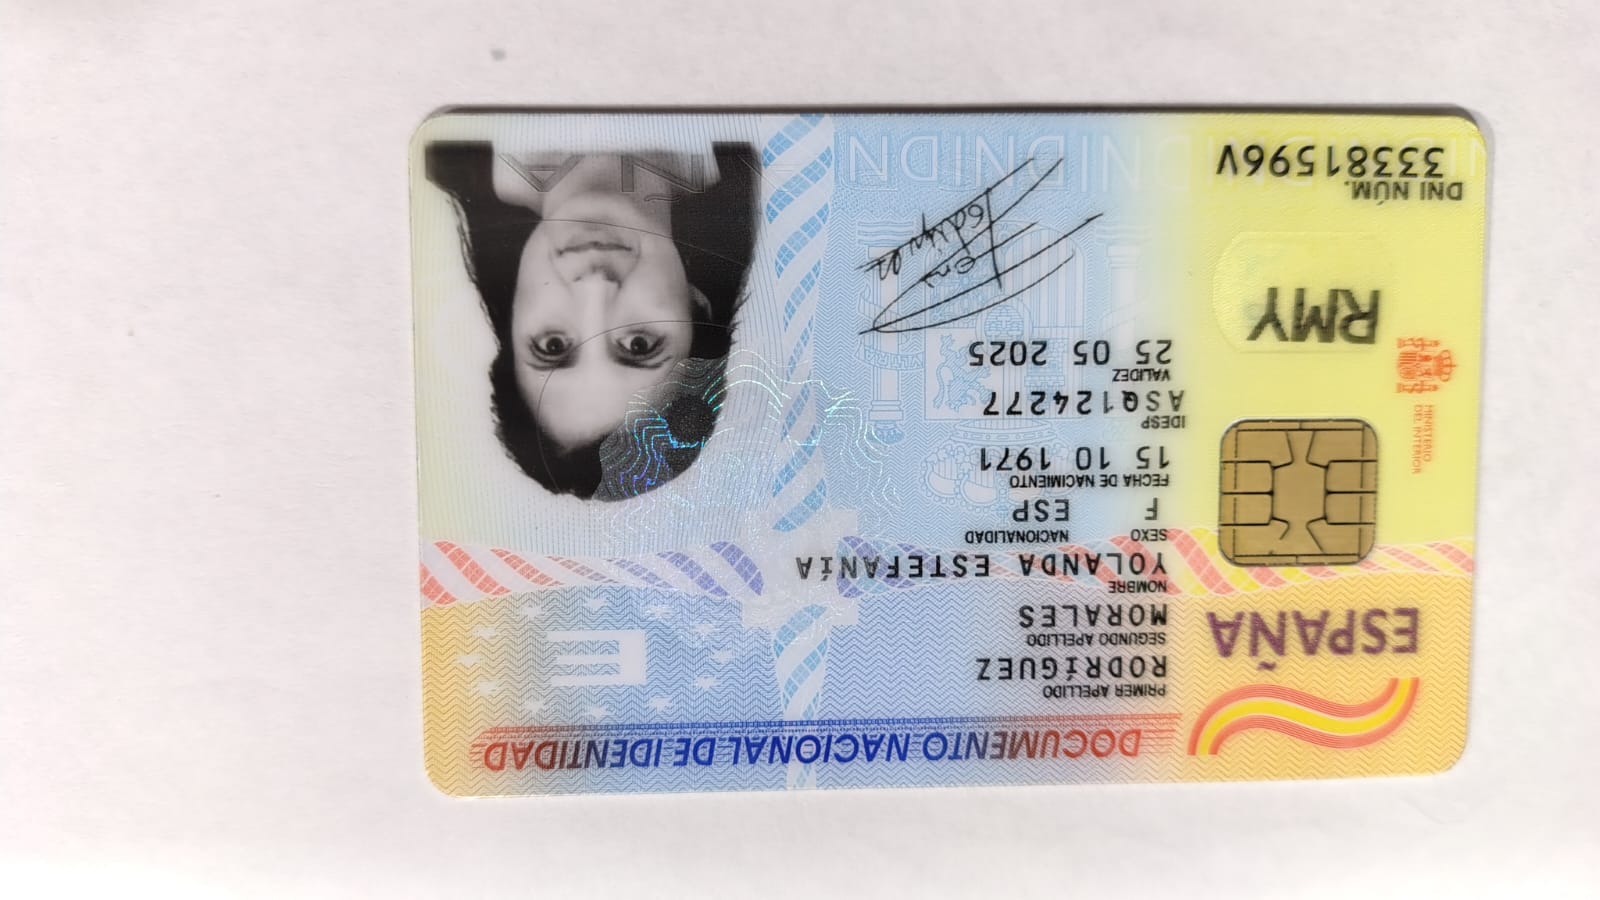 DOCUMENTO NACIONAL DE IDENTIDAD
ESPAÑA
E
PRIMER APELLIDO
RODRÍGUEZ
SEGUNDO APELLIDO
MORALES
NOMBRE
YOLANDA ESTEFANÍA
SEXO NACIONALIDAD
F ESP
FECHA DE NACIMIENTO
15 10 1971
IDESP
ASQ124277
VALIDEZ
25 05 2025
MINISTERIO
DEL INTERIOR
RMY
DNI NÚM.
33381596V